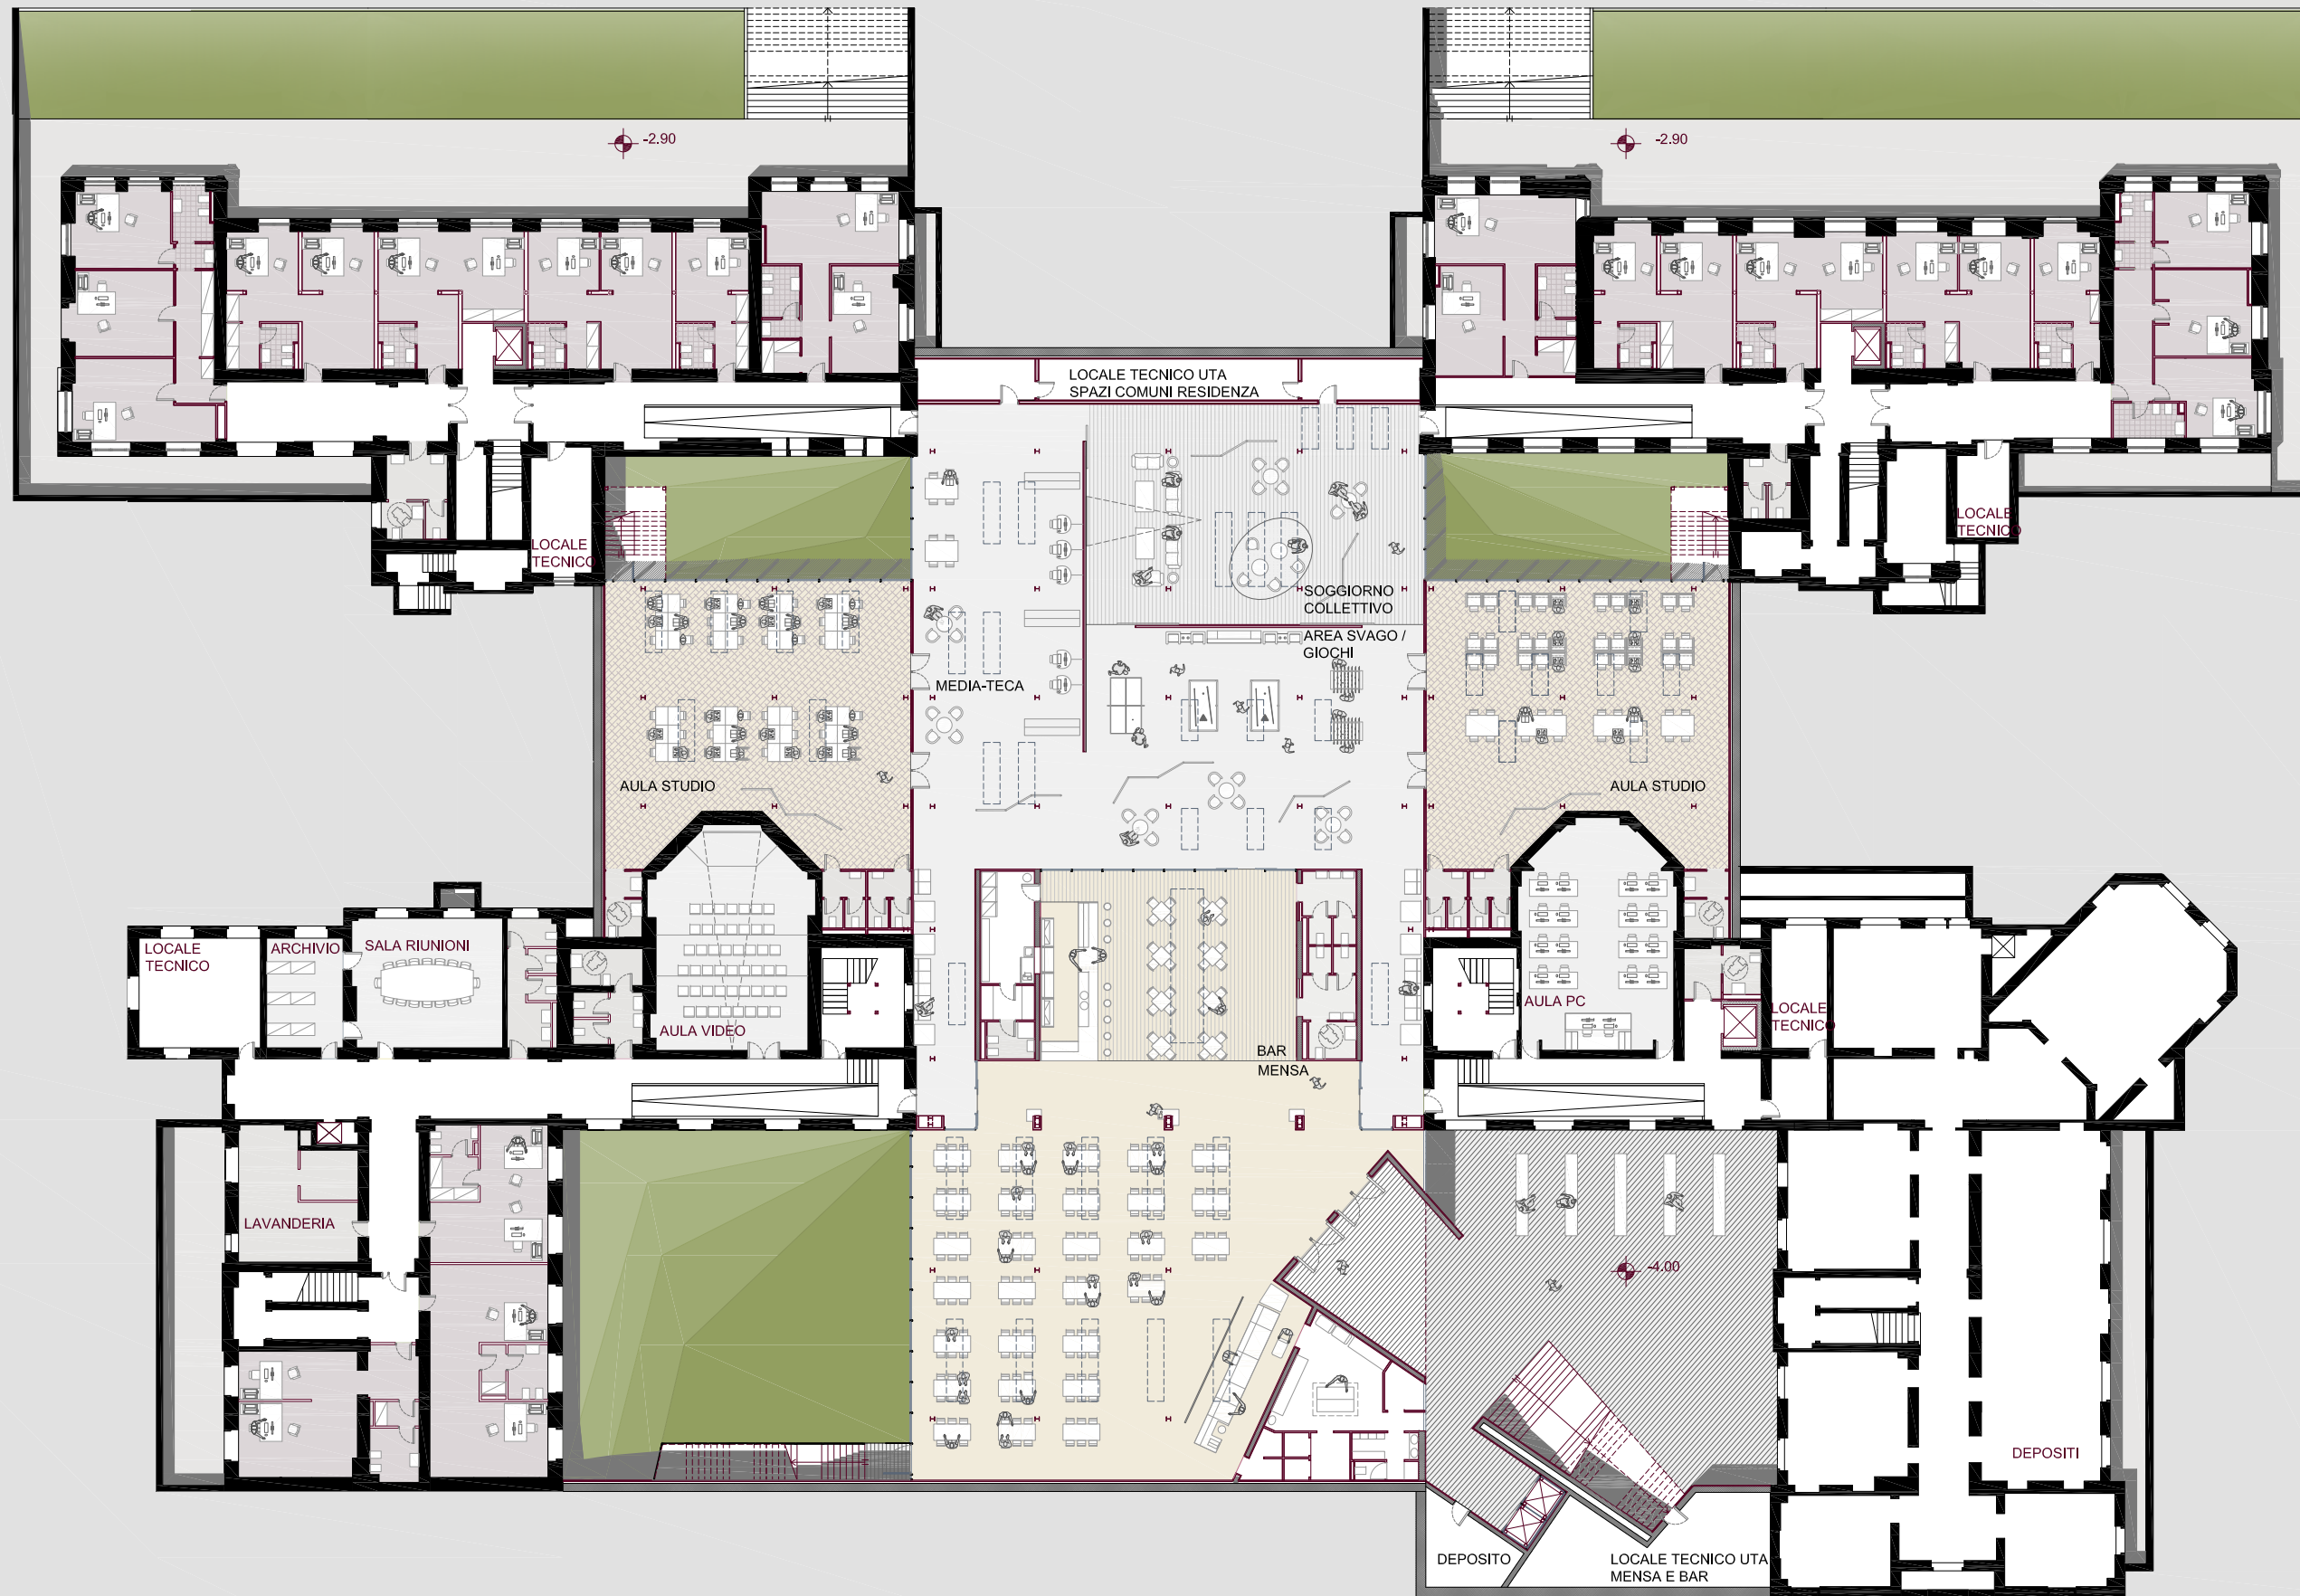 -2.90
-2.90
LOCALE TECNICO UTA
SPAZI COMUNI RESIDENZA
LOCALE
TECNICO
LOCALE
TECNICO
SOGGIORNO
COLLETTIVO
AREA SVAGO /
GIOCHI
MEDIA-TECA
AULA STUDIO
AULA STUDIO
LOCALE
TECNICO
ARCHIVIO
SALA RIUNIONI
AULA VIDEO
AULA PC
LOCALE
TECNICO
BAR
MENSA
LAVANDERIA
-4.00
DEPOSITI
DEPOSITO
LOCALE TECNICO UTA
MENSA E BAR